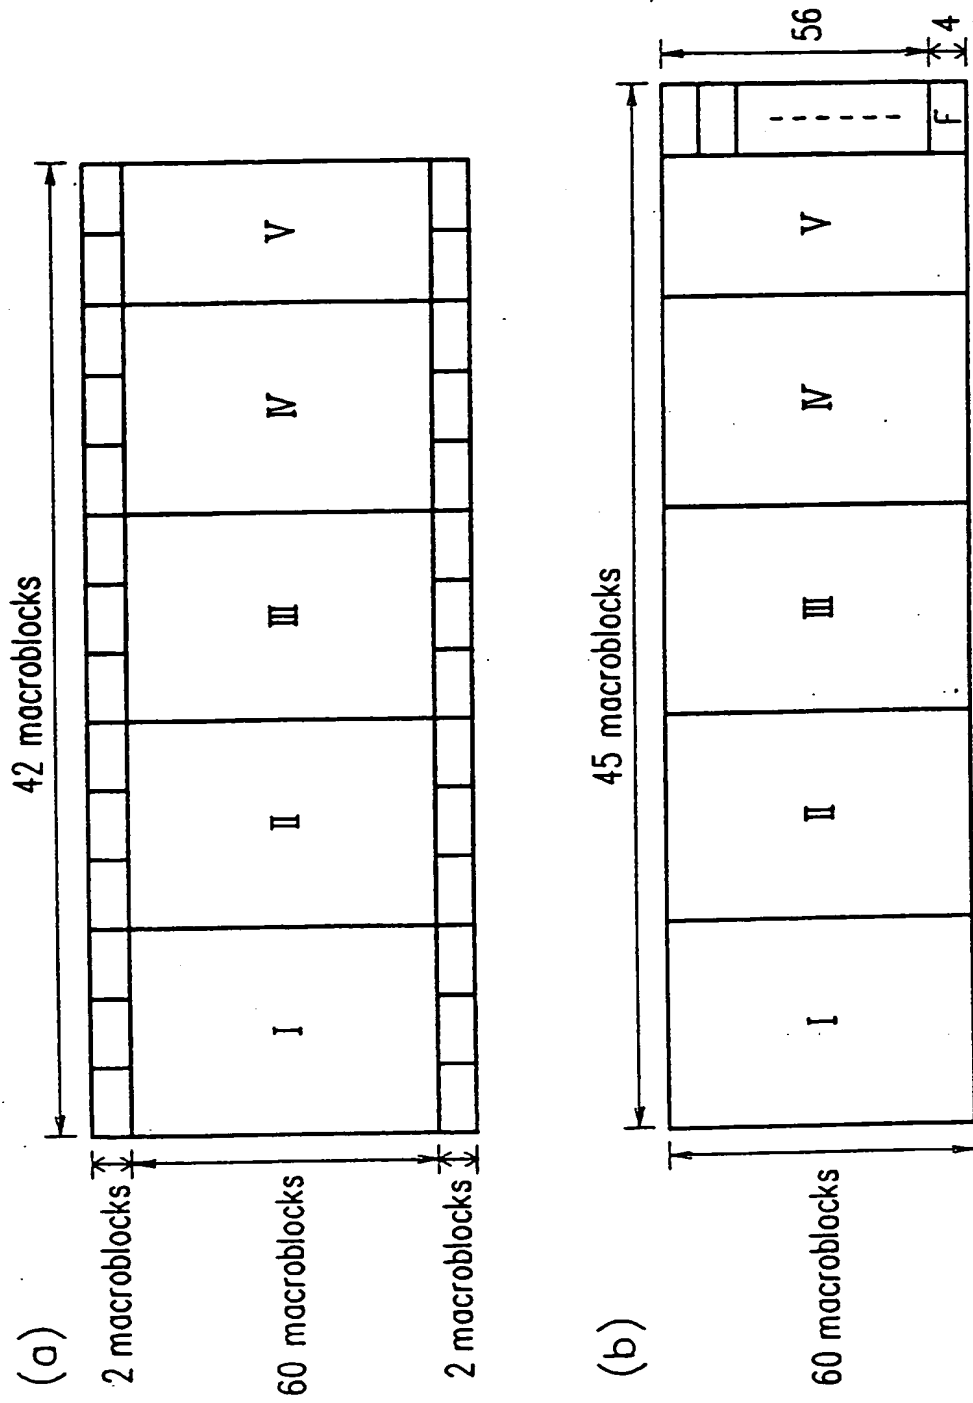 (a)
42 macroblocks
2 macroblocks
60 macroblocks
2 macroblocks
I
II
III
IV
V
(b)
45 macroblocks
60 macroblocks
I
II
III
IV
V
F
56
4